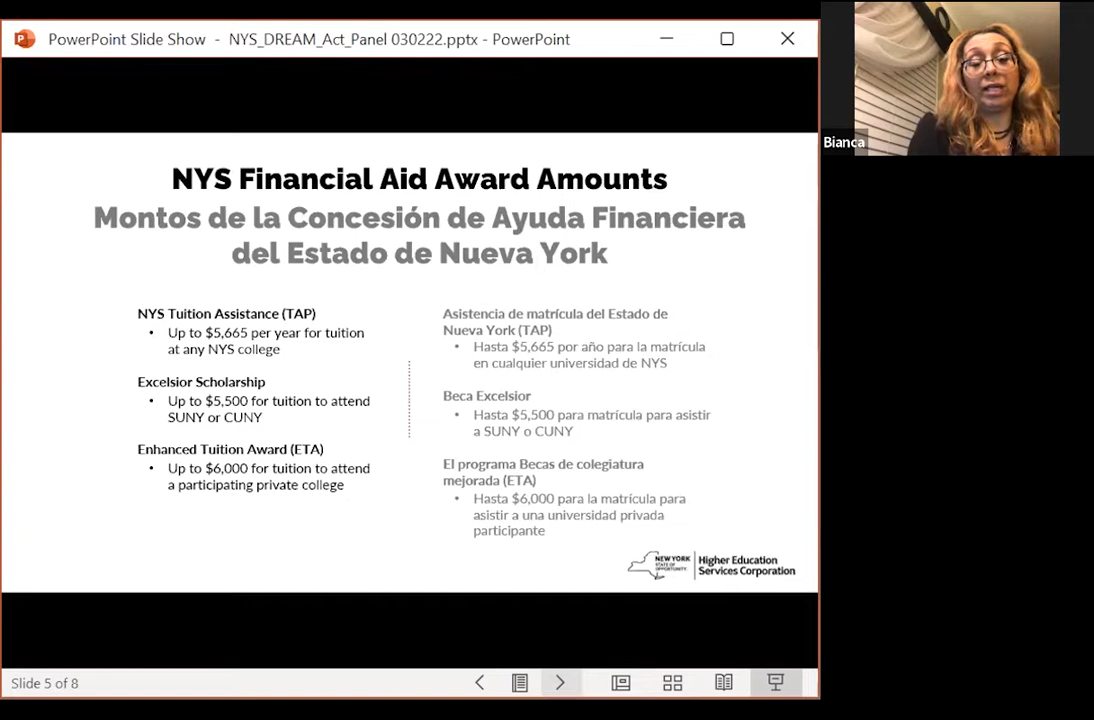 PowerPoint Slide Show - NYS_DREAM_Act_Panel 030222.pptx - PowerPoint
Bianca
NYS Financial Aid Award Amounts
Montos de la Concesión de Ayuda Financiera
del Estado de Nueva York
NYS Tuition Assistance (TAP)
• Up to $5,665 per year for tuition
at any NYS college
Excelsior Scholarship
• Up to $5,500 for tuition to attend
SUNY or CUNY
Enhanced Tuition Award (ETA)
• Up to $6,000 for tuition to attend
a participating private college
Asistencia de matrícula del Estado de
Nueva York (TAP)
• Hasta $5,665 por año para la matrícula
en cualquier universidad de NYS
Beca Excelsior
• Hasta $5,500 para matrícula para asistir
a SUNY o CUNY
El programa Becas de colegiatura
mejorada (ETA)
• Hasta $6,000 para la matrícula para
asistir a una universidad privada
participante
NEW YORK
STATE OF
OPPORTUNITY
Higher Education
Services Corporation
Slide 5 of 8